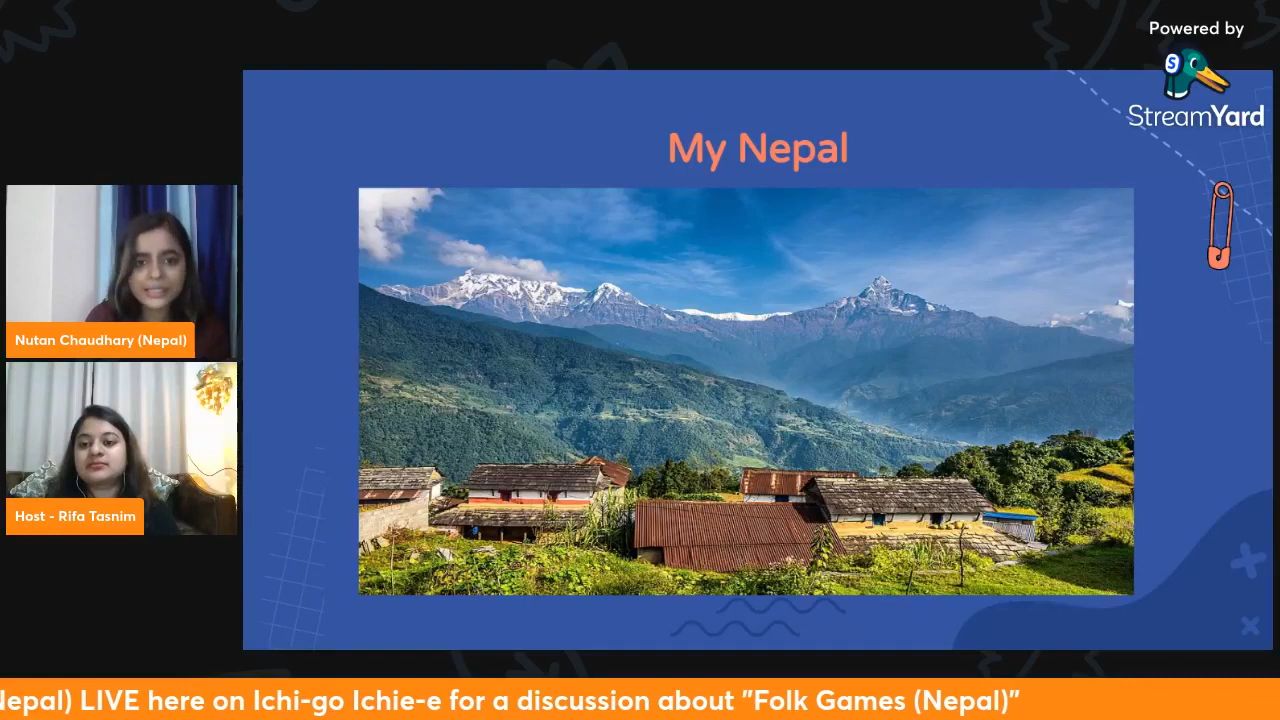 Powered by
StreamYard
My Nepal
Nutan Chaudhary (Nepal)
Host - Rifa Tasnim
Nepal) LIVE here on Ichi-go Ichie-e for a discussion about "Folk Games (Nepal)"